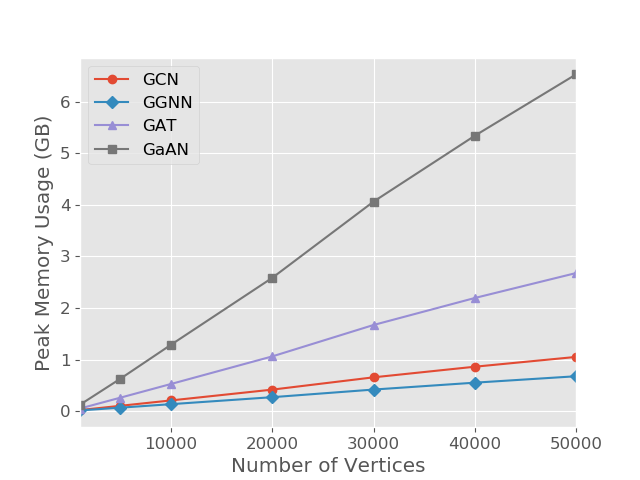 GCN
GGNN
GAT
GaAN
Peak Memory Usage (GB)
6
5
4
3
2
1
0
10000 20000 30000 40000 50000
Number of Vertices